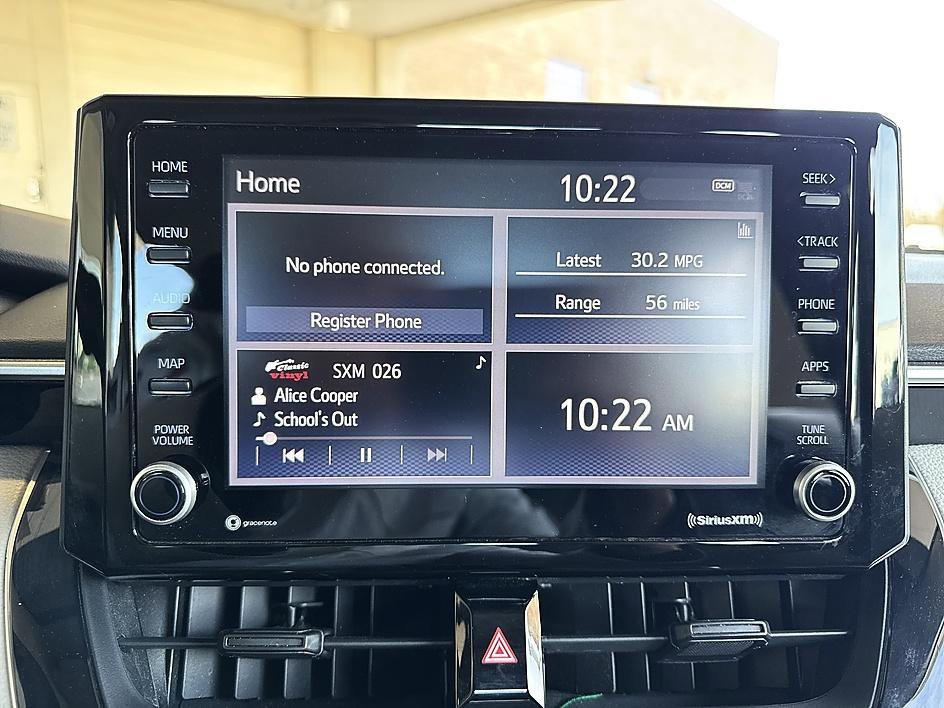 HOME
MENU
AUDIO
MAP
POWER
VOLUME
Home
10:22
DCM
No phone connected.
Register Phone
Latest 30.2 MPG
Range 56 miles
Classic
vinyl
SXM 026
Alice Cooper
School's Out
10:22 AM
SEEK>
<TRACK
PHONE
APPS
TUNE
SCROLL
gracenote
SiriusXM